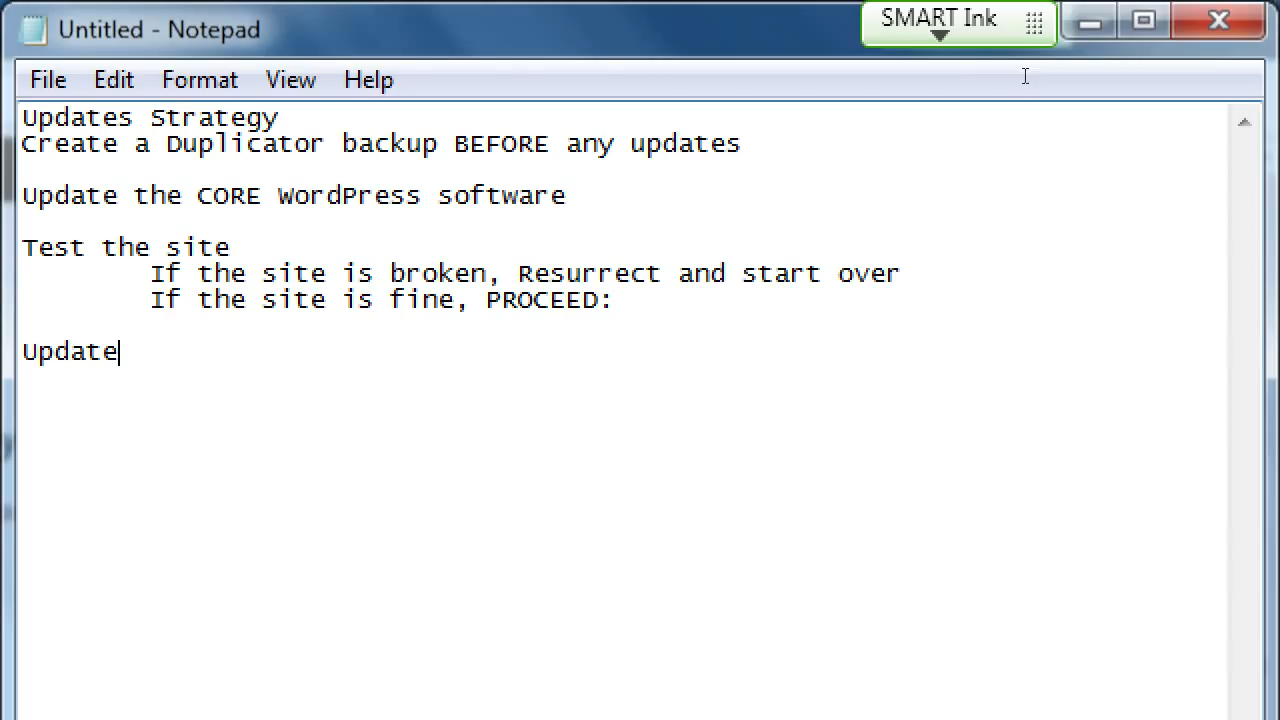 Untitled - Notepad
SMART Ink
File Edit Format View Help
Updates Strategy
Create a Duplicator backup BEFORE any updates
Update the CORE WordPress software
Test the site
If the site is broken, Resurrect and start over
If the site is fine, PROCEED:
Update